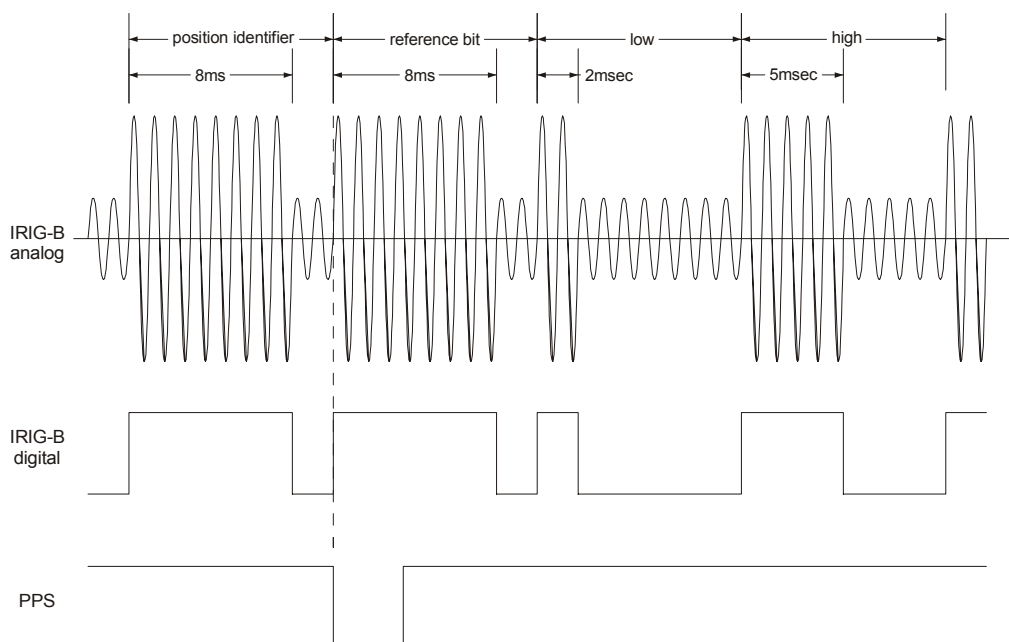 position identifier
reference bit
low
high
8ms
8ms
2msec
5msec
IRIG-B
analog
IRIG-B
digital
PPS